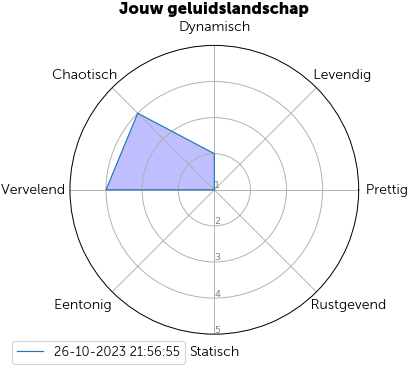 Jouw geluidslandschap
Dynamisch
Chaotisch
Levendig
Vervelend
1
Prettig
2
3
4
Eentonig
Rustgevend
5
26-10-2023 21:56:55
Statisch